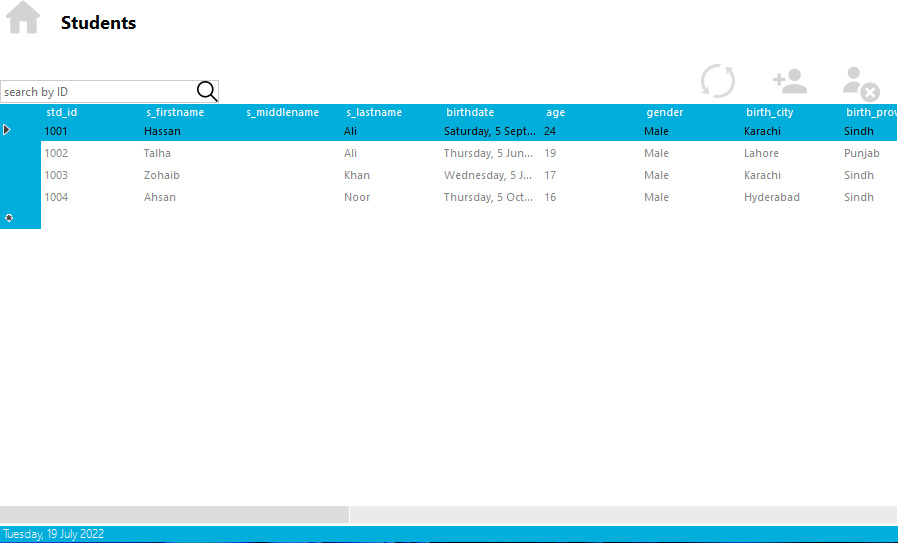 Students
search by ID
std_id s_firstname s_middlename s_lastname birthdate age gender birth_city birth_prov
1001 Hassan Ali Saturday, 5 Sept... 24 Male Karachi Sindh
1002 Talha Ali Thursday, 5 Jun... 19 Male Lahore Punjab
1003 Zohaib Khan Wednesday, 5 J... 17 Male Karachi Sindh
1004 Ahsan Noor Thursday, 5 Oct... 16 Male Hyderabad Sindh
Tuesday, 19 July 2022